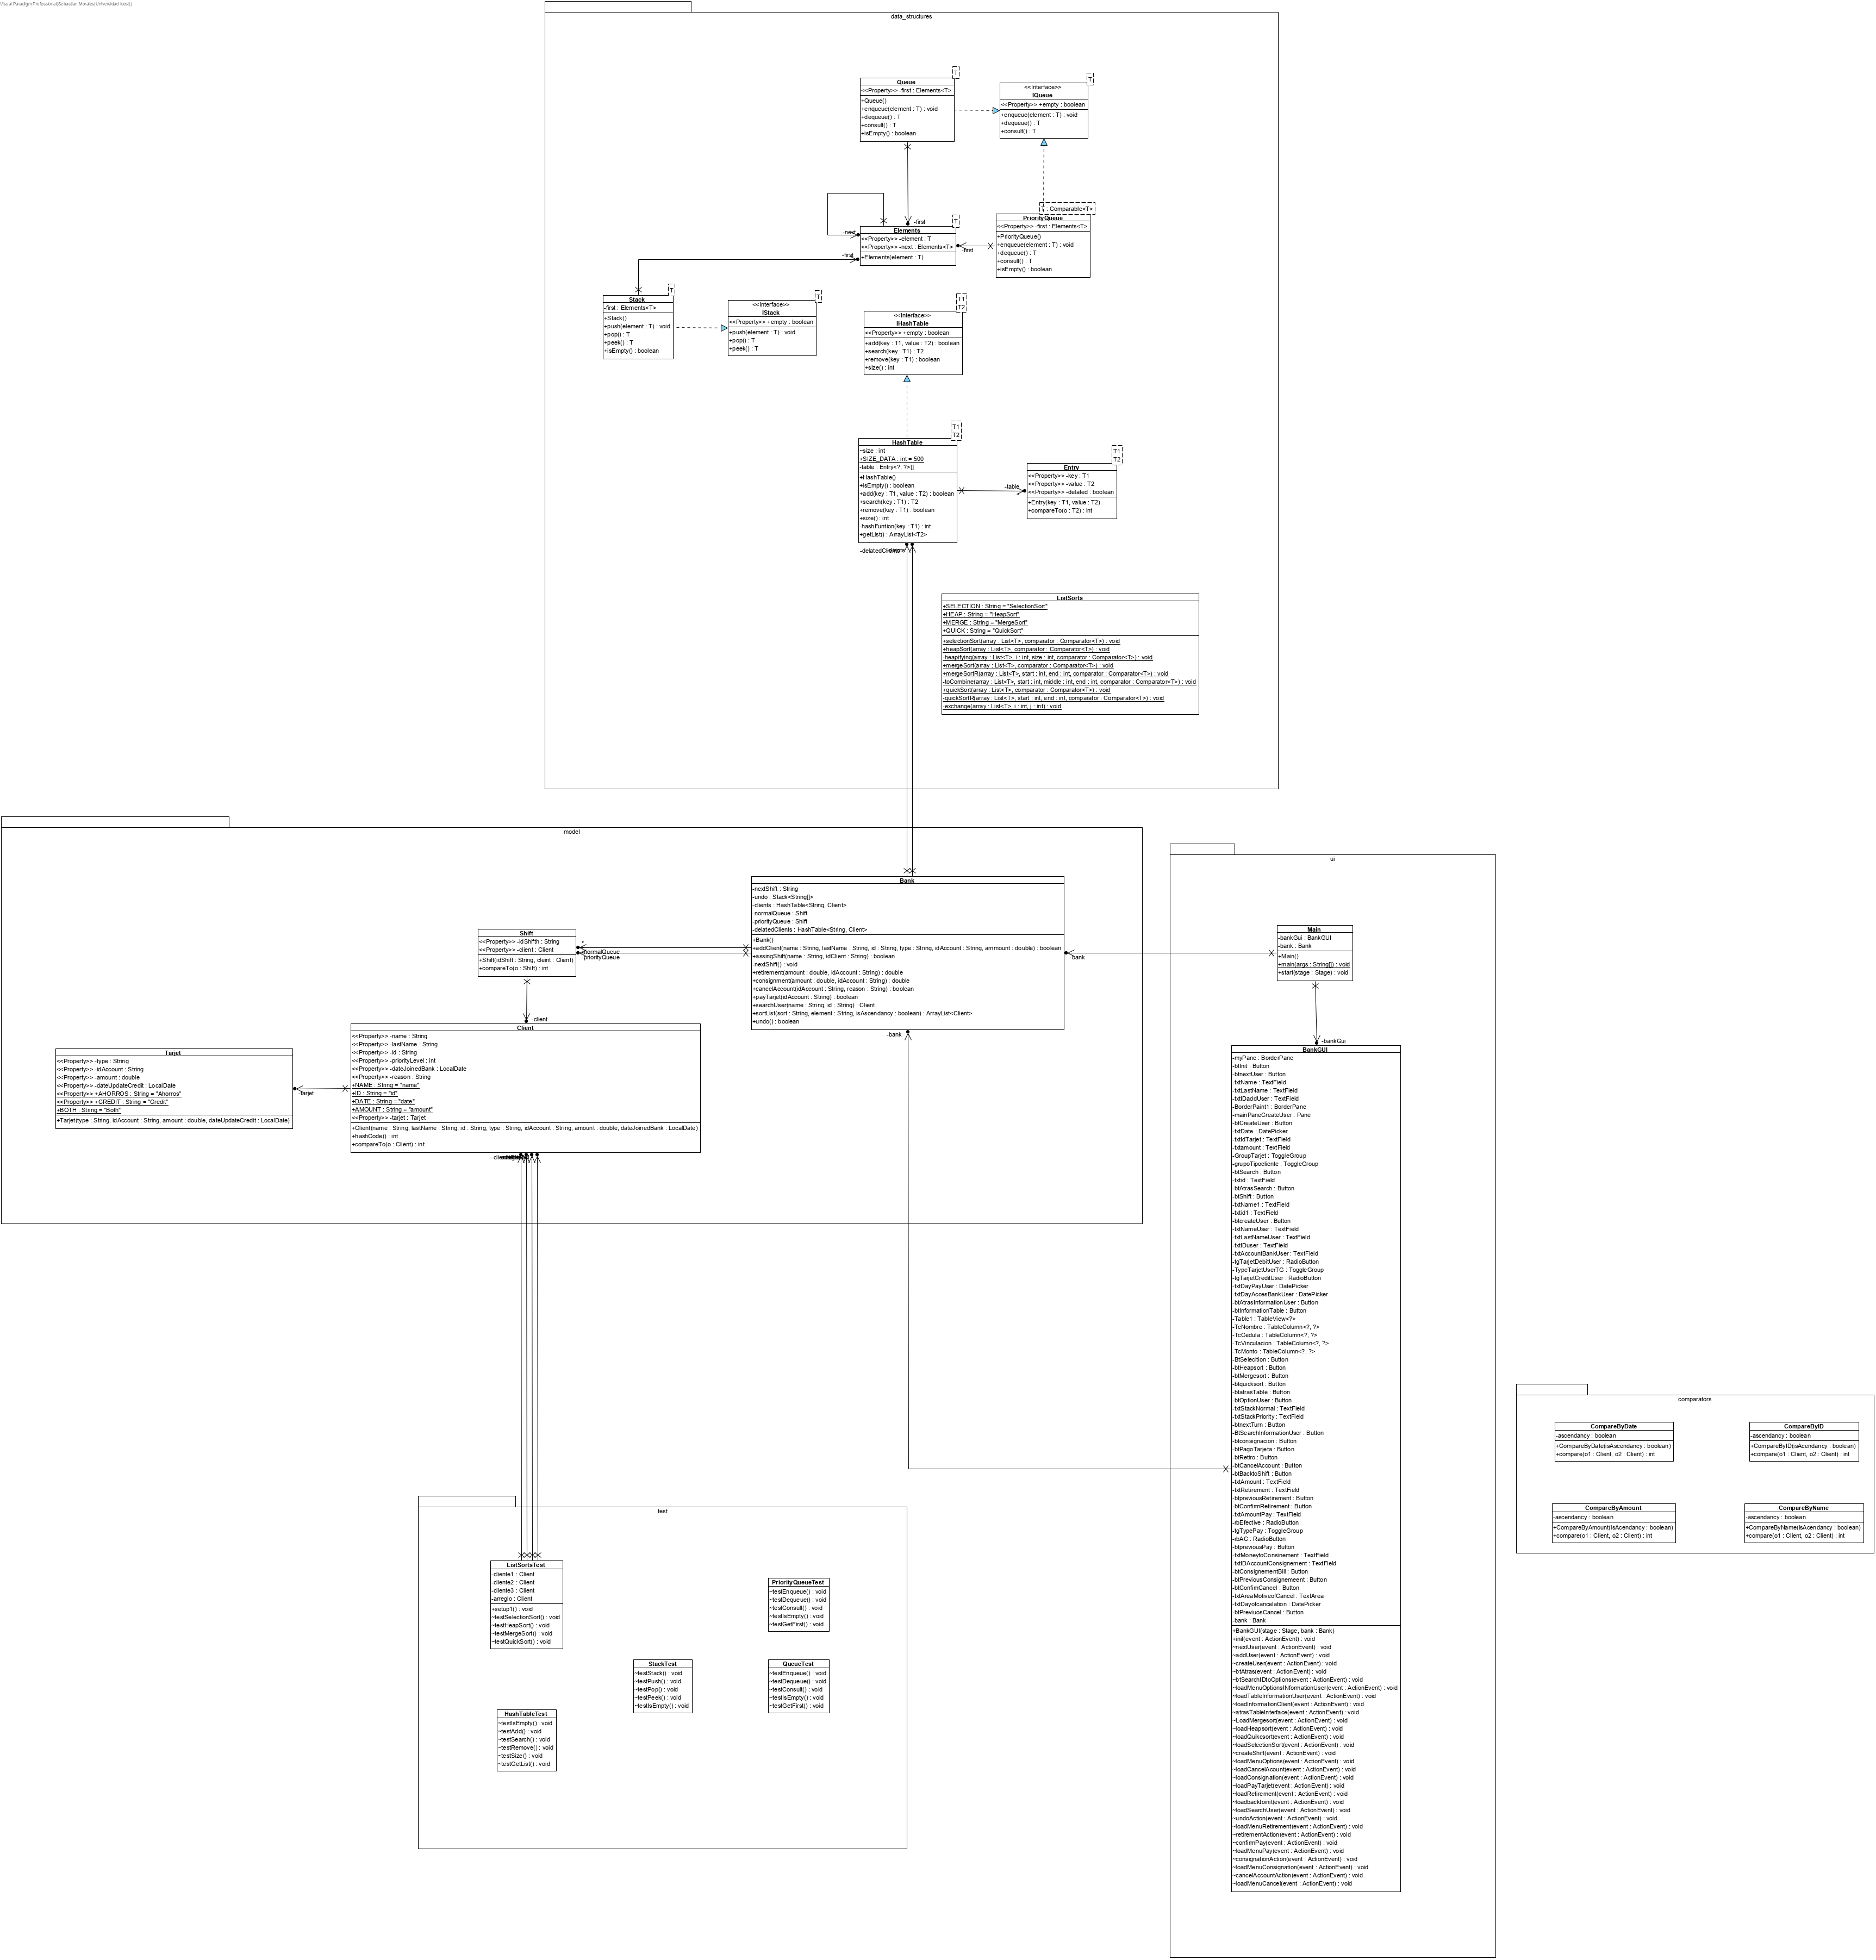 Visual Paradigm Professional(Sebastian Morales(Universidad Icesi))
data_structures
T
Queue
<<Property>> -first : Elements<T>
+Queue()
+enqueue(element : T) : void
+dequeue() : T
+consult() : T
+isEmpty() : boolean
T
<<Interface>>
IQueue
<<Property>> +empty : boolean
+enqueue(element : T) : void
+dequeue() : T
+consult() : T
-first
T
Elements
<<Property>> -element : T
<<Property>> -next : Elements<T>
+Elements(element : T)
-next
-first
-first
T : Comparable<T>
PriorityQueue
<<Property>> -first : Elements<T>
+PriorityQueue()
+enqueue(element : T) : void
+dequeue() : T
+consult() : T
+isEmpty() : boolean
T
Stack
-first : Elements<T>
+Stack()
+push(element : T) : void
+pop() : T
+peek() : T
+isEmpty() : boolean
T
<<Interface>>
IStack
<<Property>> +empty : boolean
+push(element : T) : void
+pop() : T
+peek() : T
T1
T2
<<Interface>>
IHashTable
<<Property>> +empty : boolean
+add(key : T1, value : T2) : boolean
+search(key : T1) : T2
+remove(key : T1) : boolean
+size() : int
T1
T2
HashTable
~size : int
+SIZE_DATA : int = 500
-table : Entry<?, ?>[]
+HashTable()
+isEmpty() : boolean
+add(key : T1, value : T2) : boolean
+search(key : T1) : T2
+remove(key : T1) : boolean
+size() : int
-hashFuntion(key : T1) : int
+getList() : ArrayList<T2>
-table
*
T1
T2
Entry
<<Property>> -key : T1
<<Property>> -value : T2
<<Property>> -delated : boolean
+Entry(key : T1, value : T2)
+compareTo(o : T2) : int
ListSorts
+SELECTION : String = "SelectionSort"
+HEAP : String = "HeapSort"
+MERGE : String = "MergeSort"
+QUICK : String = "QuickSort"
+selectionSort(array : List<T>, comparator : Comparator<T>) : void
+heapSort(array : List<T>, comparator : Comparator<T>) : void
-heapifying(array : List<T>, i : int, size : int, comparator : Comparator<T>) : void
+mergeSort(array : List<T>, comparator : Comparator<T>) : void
+mergeSortR(array : List<T>, start : int, end : int, comparator : Comparator<T>) : void
-toCombine(array : List<T>, start : int, middle : int, end : int, comparator : Comparator<T>) : void
+quickSort(array : List<T>, comparator : Comparator<T>) : void
-quickSortR(array : List<T>, start : int, end : int, comparator : Comparator<T>) : void
-exchange(array : List<T>, i : int, j : int) : void
model
Bank
-nextShift : String
-undo : Stack<String[]>
-clients : HashTable<String, Client>
-normalQueue : Shift
-priorityQueue : Shift
-delatedClients : HashTable<String, Client>
+Bank()
+addClient(name : String, lastName : String, id : String, type : String, idAccount : String, ammount : double) : boolean
+assingShift(name : String, idClient : String) : boolean
-nextShift() : void
+retirement(amount : double, idAccount : String) : double
+consignment(amount : double, idAccount : String) : double
+cancelAccount(idAccount : String, reason : String) : boolean
+payTarjet(idAccount : String) : boolean
+searchUser(name : String, id : String) : Client
+sortList(sort : String, element : String, isAscendancy : boolean) : ArrayList<Client>
+undo() : boolean
Shift
<<Property>> -idShifth : String
<<Property>> -client : Client
+Shift(idShift : String, cleint : Client)
+compareTo(o : Shift) : int
*
-normalQueue
-priorityQueue
-client
Client
<<Property>> -name : String
<<Property>> -lastName : String
<<Property>> -id : String
<<Property>> -priorityLevel : int
<<Property>> -dateJoinedBank : LocalDate
<<Property>> -reason : String
+NAME : String = "name"
+ID : String = "id"
+DATE : String = "date"
+AMOUNT : String = "amount"
<<Property>> -tarjet : Tarjet
+Client(name : String, lastName : String, id : String, type : String, idAccount : String, amount : double, dateJoinedBank : LocalDate)
+hashCode() : int
+compareTo(o : Client) : int
Tarjet
<<Property>> -type : String
<<Property>> -idAccount : String
<<Property>> -amount : double
<<Property>> -dateUpdateCredit : LocalDate
<<Property>> +AHORROS : String = "Ahorros"
<<Property>> +CREDIT : String = "Credit"
+BOTH : String = "Both"
+Tarjet(type : String, idAccount : String, amount : double, dateUpdateCredit : LocalDate)
-tarjet
-bank
-bank
ui
Main
-bankGui : BankGUI
-bank : Bank
+Main()
+main(args : String[]) : void
+start(stage : Stage) : void
-bankGui
BankGUI
-myPane : BorderPane
-btInit : Button
-btnextUser : Button
-txtName : TextField
-txtLastName : TextField
-txtIDaddUser : TextField
-BorderPaint1 : BorderPane
-mainPaneCreateUser : Pane
-btCreateUser : Button
-txtDate : DatePicker
-txtIdTarjet : TextField
-txtamount : TextField
-GroupTarjet : ToggleGroup
-grupoTipocliente : ToggleGroup
-btSearch : Button
-txtid : TextField
-btAtrasSearch : Button
-btShift : Button
-txtName1 : TextField
-txtid1 : TextField
-btcreateUser : Button
-txtNameUser : TextField
-txtLastNameUser : TextField
-txtIDuser : TextField
-txtAccountBankUser : TextField
-tgTarjetDebitUser : RadioButton
-TypeTarjetUserTG : ToggleGroup
-tgTarjetCreditUser : RadioButton
-txtDayPayUser : DatePicker
-txtDayAccesBankUser : DatePicker
-btAtrasInformationUser : Button
-btInformationTable : Button
-Table1 : TableView<?>
-TcNombre : TableColumn<?, ?>
-TcCedula : TableColumn<?, ?>
-TcVinculacion : TableColumn<?, ?>
-TcMonto : TableColumn<?, ?>
-BtSelecition : Button
-btHeapsort : Button
-btMergesort : Button
-btquicksort : Button
-btatrasTable : Button
-btOptionUser : Button
-txtStackNormal : TextField
-txtStackPriority : TextField
-btnextTurn : Button
-BtSearchInformationUser : Button
-btconsignacion : Button
-btPagoTarjeta : Button
-btRetiro : Button
-btCancelAccount : Button
-btBacktoShift : Button
-txtAmount : TextField
-txtRetirement : TextField
-btpreviousRetirement : Button
-btConfirmRetirement : Button
-txtAmountPay : TextField
-rbEfective : RadioButton
-tgTypePay : ToggleGroup
-rbAC : RadioButton
-btpreviousPay : Button
-txtMoneytoConsinement : TextField
-txtIDAccountConsignement : TextField
-btConsignementBill : Button
-btPreviousConsignemeent : Button
-btConfimCancel : Button
-txtAreaMotiveofCancel : TextArea
-txtDayofcancelation : DatePicker
-btPreviuosCancel : Button
-bank : Bank
+BankGUI(stage : Stage, bank : Bank)
+init(event : ActionEvent) : void
~nextUser(event : ActionEvent) : void
~addUser(event : ActionEvent) : void
~createUser(event : ActionEvent) : void
~btAtras(event : ActionEvent) : void
~btSearchIDtoOptions(event : ActionEvent) : void
~loadMenuOptionsINformationUser(event : ActionEvent) : void
~loadTableInformationUser(event : ActionEvent) : void
~loadInformationClient(event : ActionEvent) : void
~atrasTableInterface(event : ActionEvent) : void
~LoadMergesort(event : ActionEvent) : void
~loadHeapsort(event : ActionEvent) : void
~loadQuikcsort(event : ActionEvent) : void
~loadSelectionSort(event : ActionEvent) : void
~createShift(event : ActionEvent) : void
~loadMenuOptions(event : ActionEvent) : void
~loadCancelAcount(event : ActionEvent) : void
~loadConsignation(event : ActionEvent) : void
~loadPayTarjet(event : ActionEvent) : void
~loadRetirement(event : ActionEvent) : void
~loadbacktoinit(event : ActionEvent) : void
~loadSearchUser(event : ActionEvent) : void
~undoAction(event : ActionEvent) : void
~loadMenuRetirement(event : ActionEvent) : void
~retirementAction(event : ActionEvent) : void
~confirmPay(event : ActionEvent) : void
~loadMenuPay(event : ActionEvent) : void
~consignationAction(event : ActionEvent) : void
~loadMenuConsignation(event : ActionEvent) : void
~cancelAccountAction(event : ActionEvent) : void
~loadMenuCancel(event : ActionEvent) : void
comparators
CompareByDate
-ascendancy : boolean
+CompareByDate(isAscendancy : boolean)
+compare(o1 : Client, o2 : Client) : int
CompareByID
-ascendancy : boolean
+CompareByID(isAcendancy : boolean)
+compare(o1 : Client, o2 : Client) : int
CompareByAmount
-ascendancy : boolean
+CompareByAmount(isAcendancy : boolean)
+compare(o1 : Client, o2 : Client) : int
CompareByName
-ascendancy : boolean
+CompareByName(isAcendancy : boolean)
+compare(o1 : Client, o2 : Client) : int
test
ListSortsTest
-cliente1 : Client
-cliente2 : Client
-cliente3 : Client
-arreglo : Client
+setup1() : void
~testSelectionSort() : void
~testHeapSort() : void
~testMergeSort() : void
~testQuickSort() : void
PriorityQueueTest
~testEnqueue() : void
~testDequeue() : void
~testConsult() : void
~testIsEmpty() : void
~testGetFirst() : void
StackTest
~testStack() : void
~testPush() : void
~testPop() : void
~testPeek() : void
~testIsEmpty() : void
QueueTest
~testEnqueue() : void
~testDequeue() : void
~testConsult() : void
~testIsEmpty() : void
~testGetFirst() : void
HashTableTest
~testIsEmpty() : void
~testAdd() : void
~testSearch() : void
~testRemove() : void
~testSize() : void
~testGetList() : void